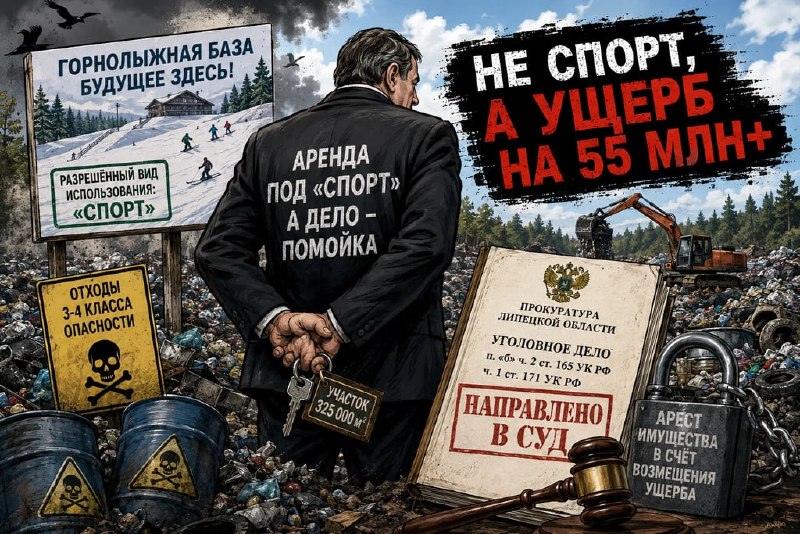 ГОРНОЛЫЖНАЯ БАЗА
БУДУЩЕЕ ЗДЕСЬ!
РАЗРЕШЁННЫЙ ВИД
ИСПОЛЬЗОВАНИЯ:
«СПОРТ»
НЕ СПОРТ,
А УЩЕРБ
НА 55 МЛН+
АРЕНДА
ПОД «СПОРТ»
А ДЕЛО –
ПОМОЙКА
ОТХОДЫ
3-4 КЛАССА
ОПАСНОСТИ
УЧАСТОК
325 000 м²
ПРОКУРАТУРА
ЛИПЕЦКОЙ ОБЛАСТИ
УГОЛОВНОЕ ДЕЛО
п. «б» ч. 2 ст. 165 УК РФ
ч. 1 ст. 171 УК РФ
НАПРАВЛЕНО
В СУД
АРЕСТ
ИМУЩЕСТВА
В СЧЁТ
ВОЗМЕЩЕНИЯ
УЩЕРБА